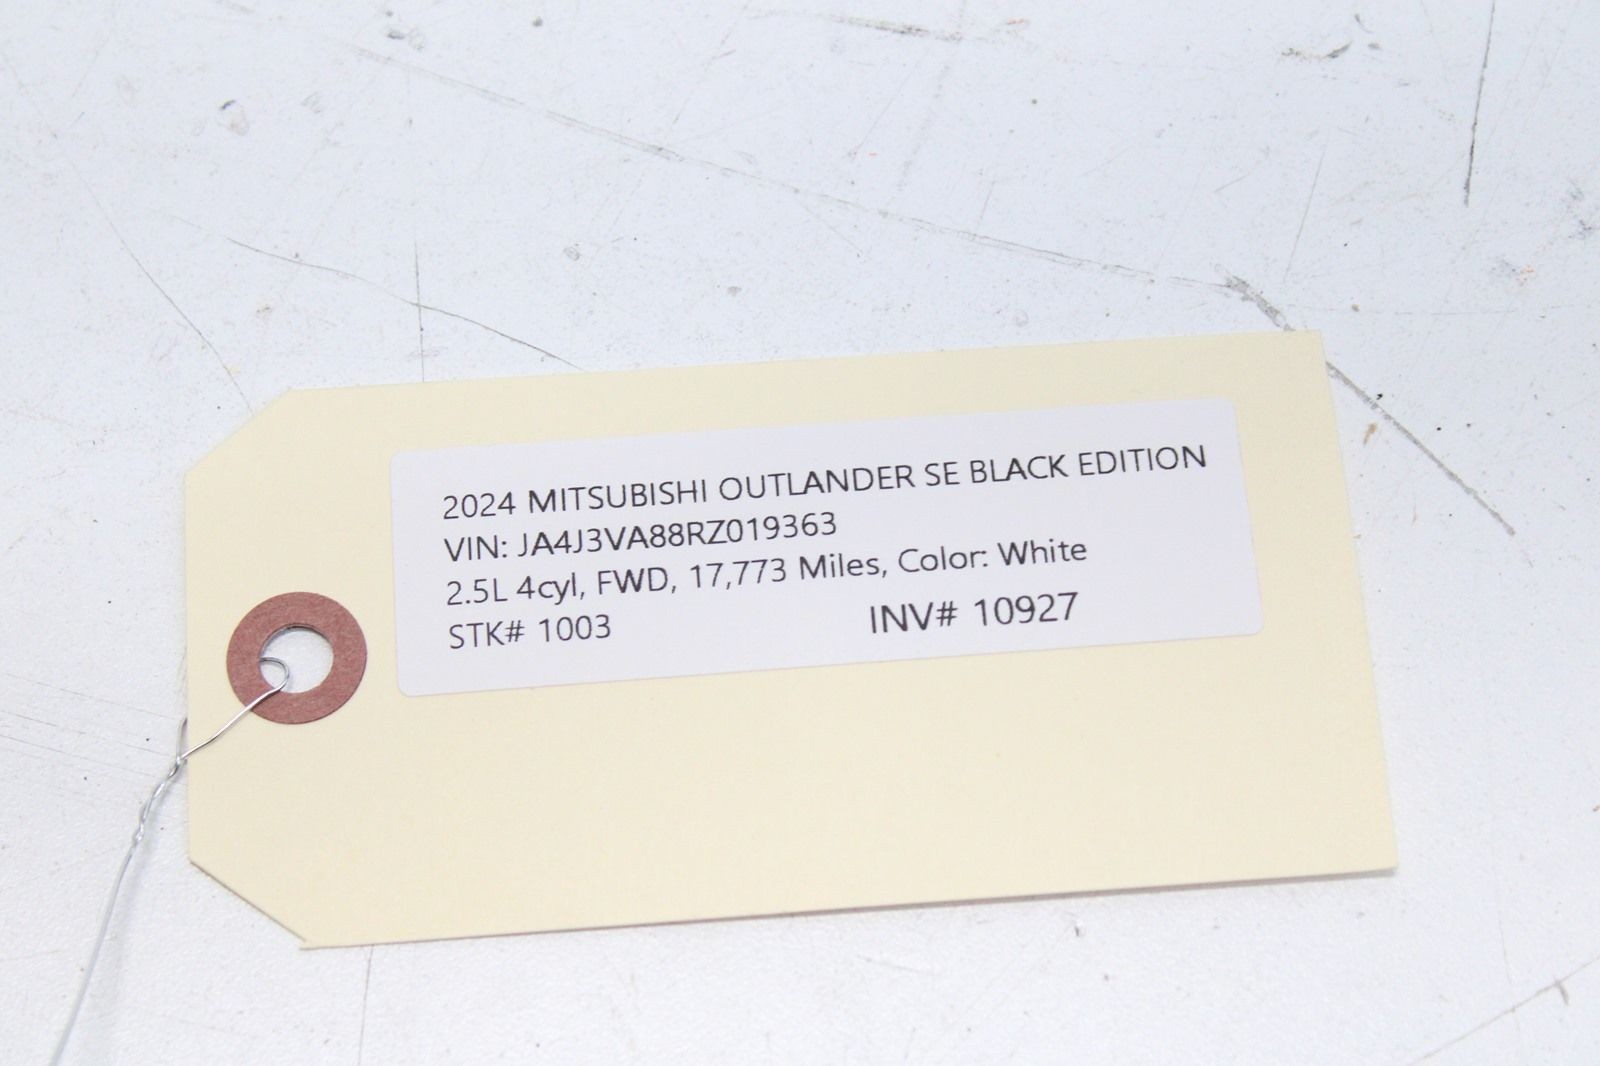 2024 MITSUBISHI OUTLANDER SE BLACK EDITION
VIN: JA4J3VA88RZ019363
2.5L 4cyl, FWD, 17,773 Miles, Color: White
STK# 1003 INV# 10927